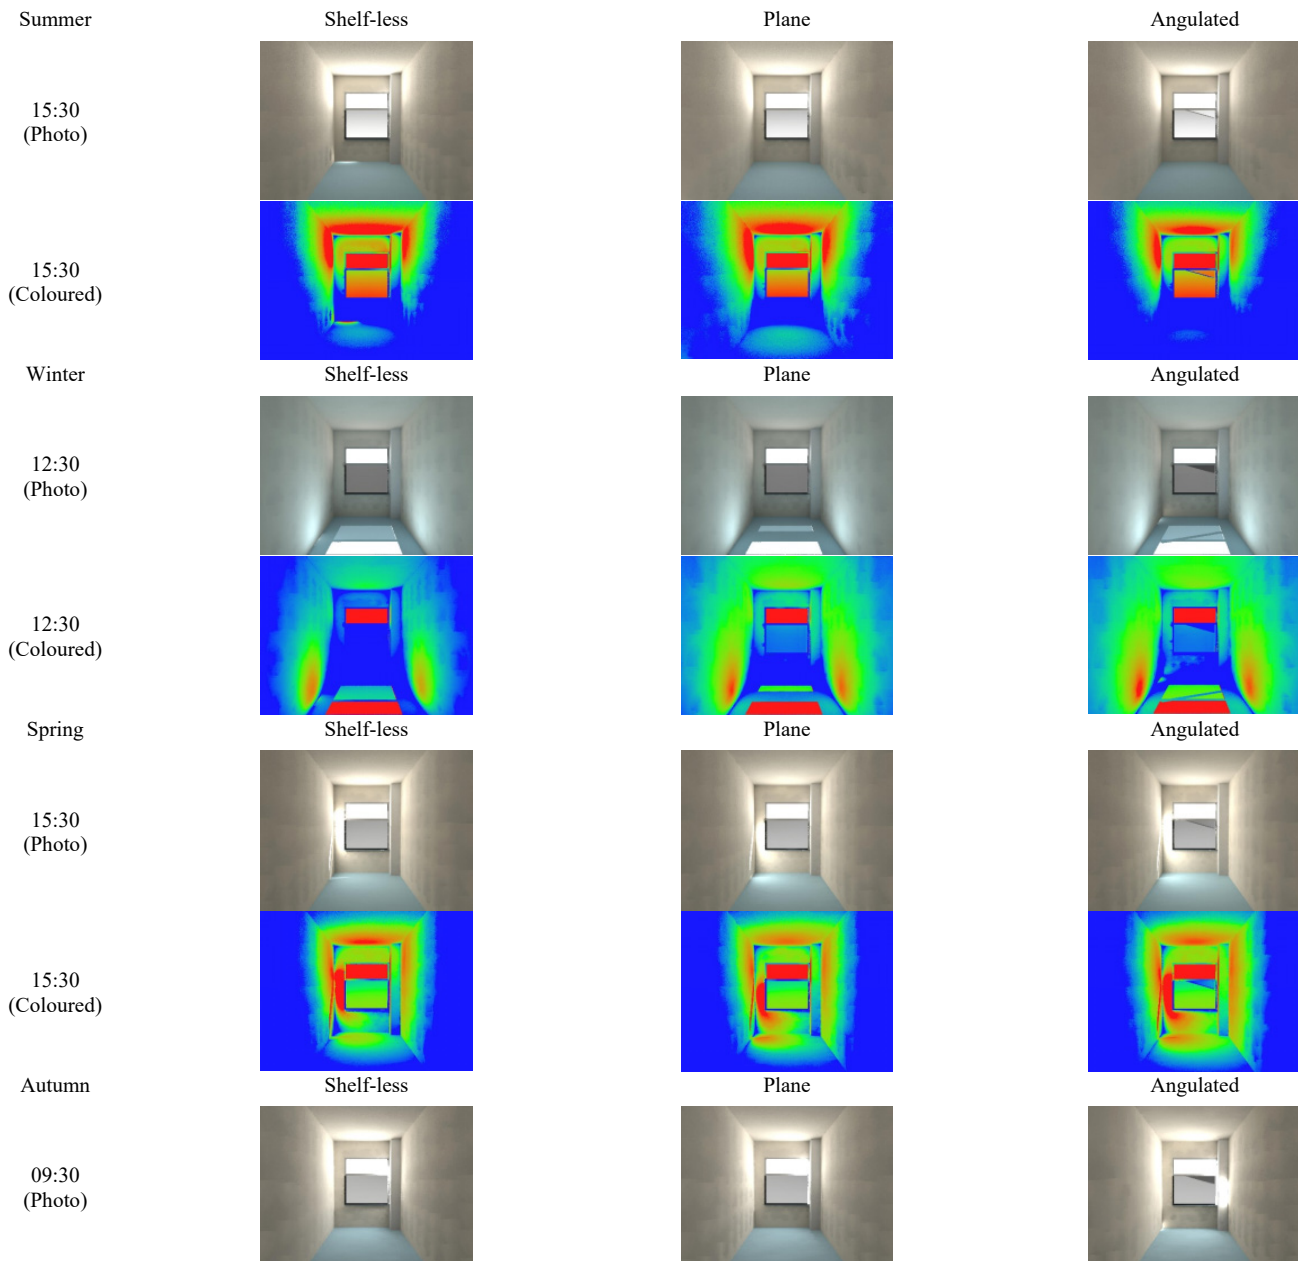 Summer Shelf-less Plane Angulated
15:30
(Photo)
15:30
(Coloured)
Winter Shelf-less Plane Angulated
12:30
(Photo)
12:30
(Coloured)
Spring Shelf-less Plane Angulated
15:30
(Photo)
15:30
(Coloured)
Autumn Shelf-less Plane Angulated
09:30
(Photo)